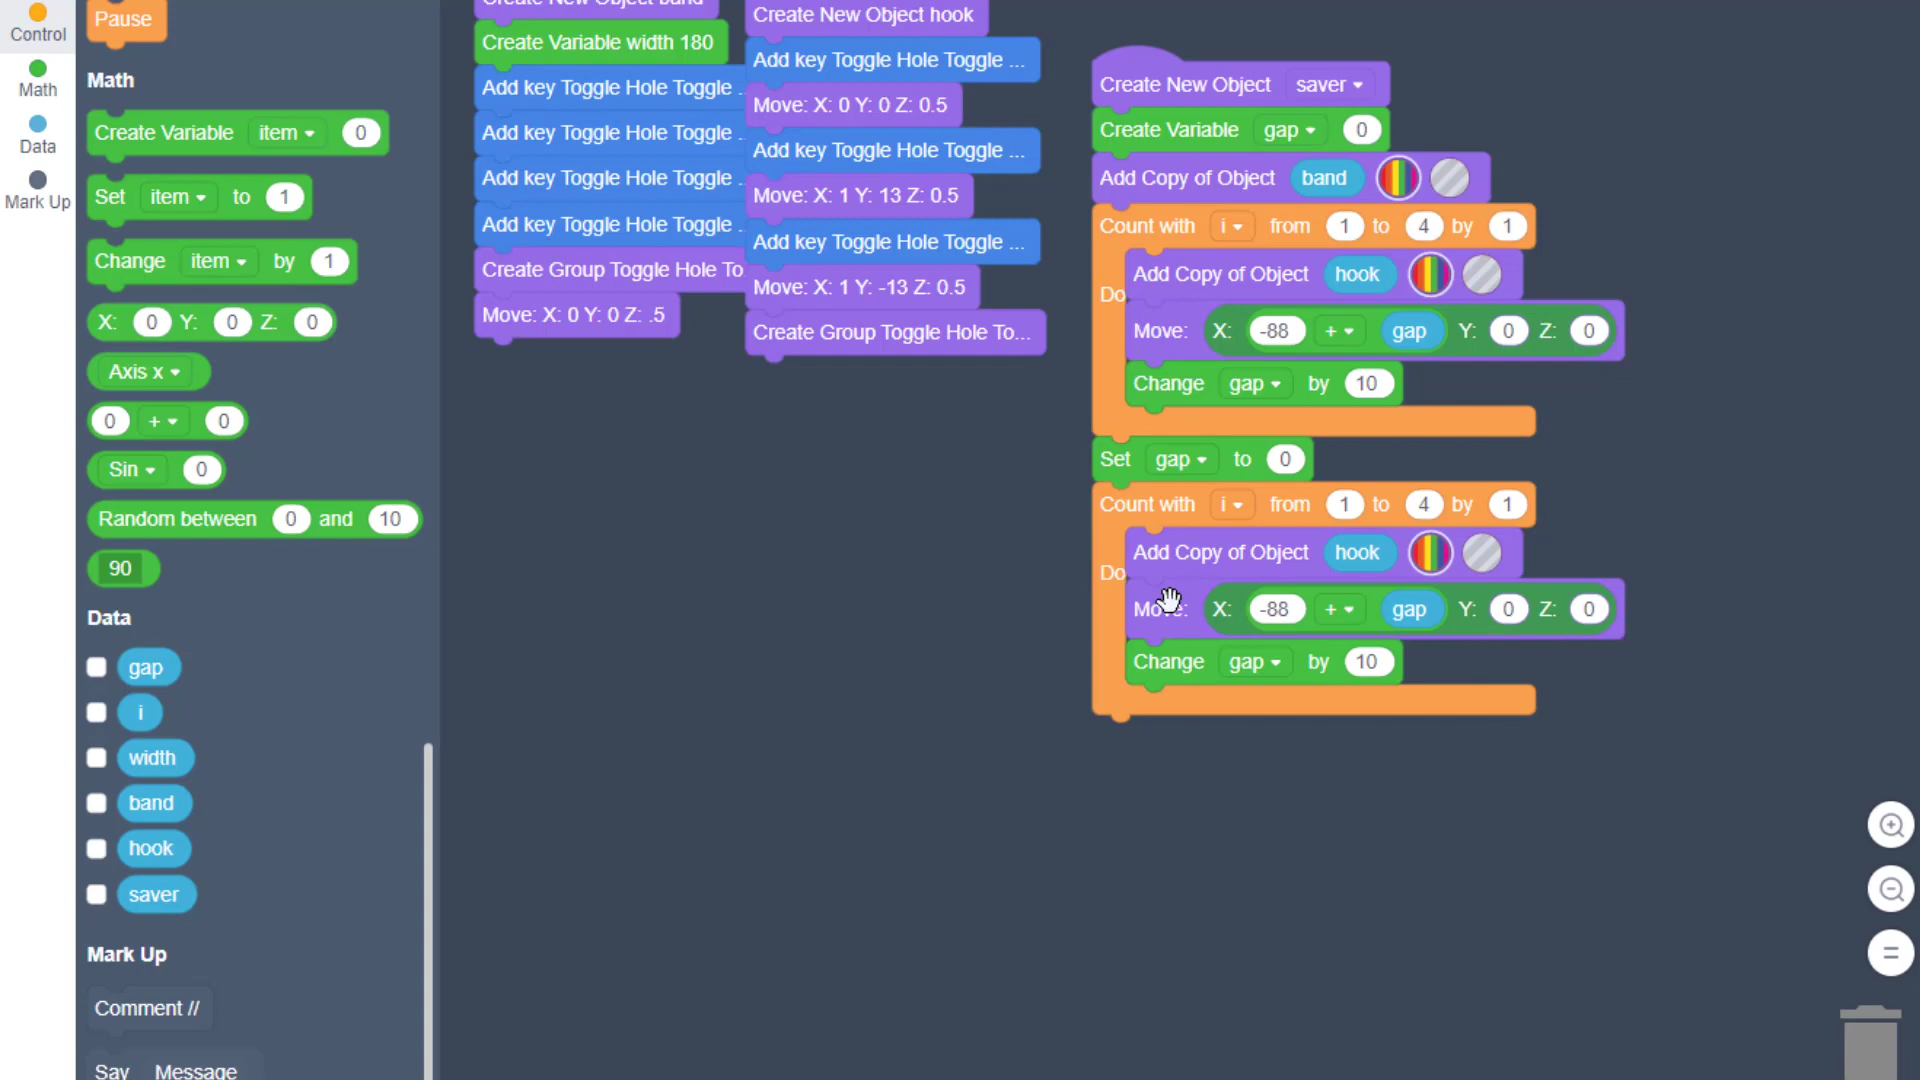 Control
Math
Data
Mark Up
Pause
Math
Create Variable item 0
Set item to 1
Change item by 1
X: 0 Y: 0 Z: 0
Axis x
0 + 0
Sin 0
Random between 0 and 10
90
Data
gap
i
width
band
hook
saver
Mark Up
Comment //
Say Message
Create New Object band
Create Variable width 180
Add key Toggle Hole Toggle ..
Add key Toggle Hole Toggle ..
Add key Toggle Hole Toggle ..
Add key Toggle Hole Toggle ..
Create Group Toggle Hole To
Move: X: 0 Y: 0 Z: .5
Create New Object hook
Add key Toggle Hole Toggle ...
Move: X: 0 Y: 0 Z: 0.5
Add key Toggle Hole Toggle ...
Move: X: 1 Y: 13 Z: 0.5
Add key Toggle Hole Toggle ...
Move: X: 1 Y: -13 Z: 0.5
Create Group Toggle Hole To...
Create New Object saver
Create Variable gap 0
Add Copy of Object band
Count with i from 1 to 4 by 1
Do
Add Copy of Object hook
Move: X: -88 + gap Y: 0 Z: 0
Change gap by 10
Set gap to 0
Count with i from 1 to 4 by 1
Do
Add Copy of Object hook
Move: X: -88 + gap Y: 0 Z: 0
Change gap by 10